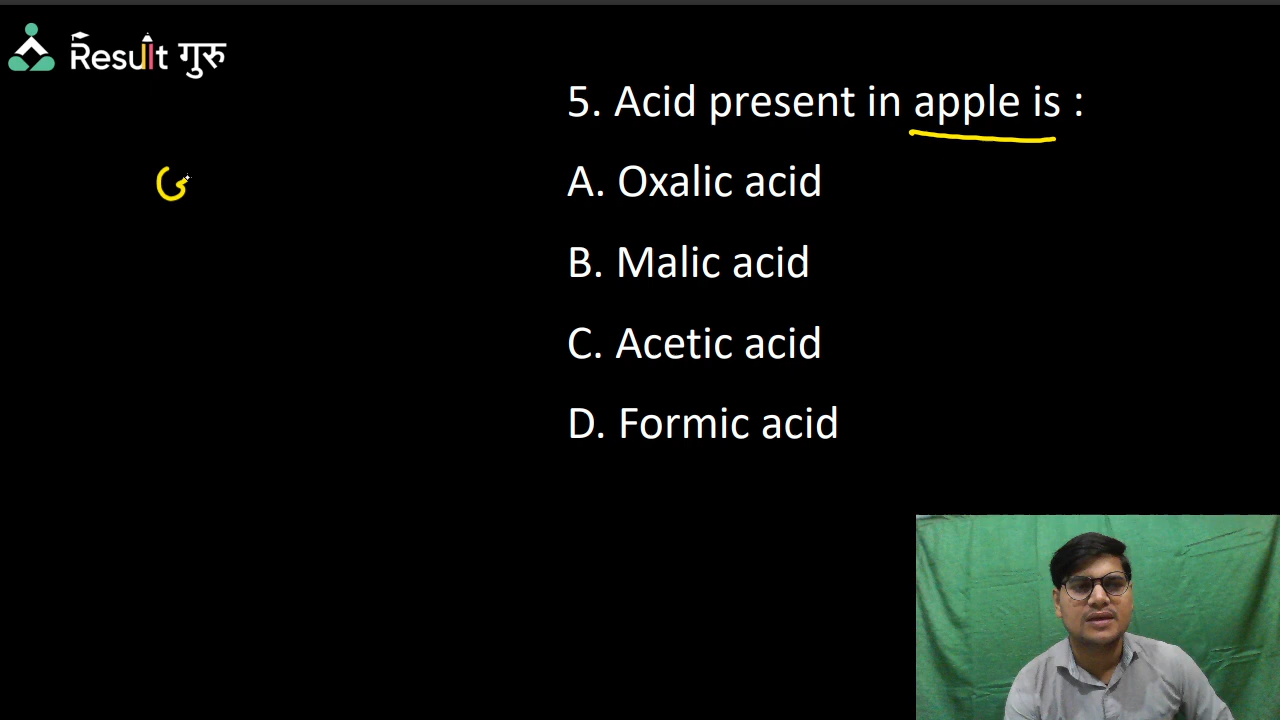 Result गुरु
5. Acid present in apple is :
A. Oxalic acid
B. Malic acid
C. Acetic acid
D. Formic acid